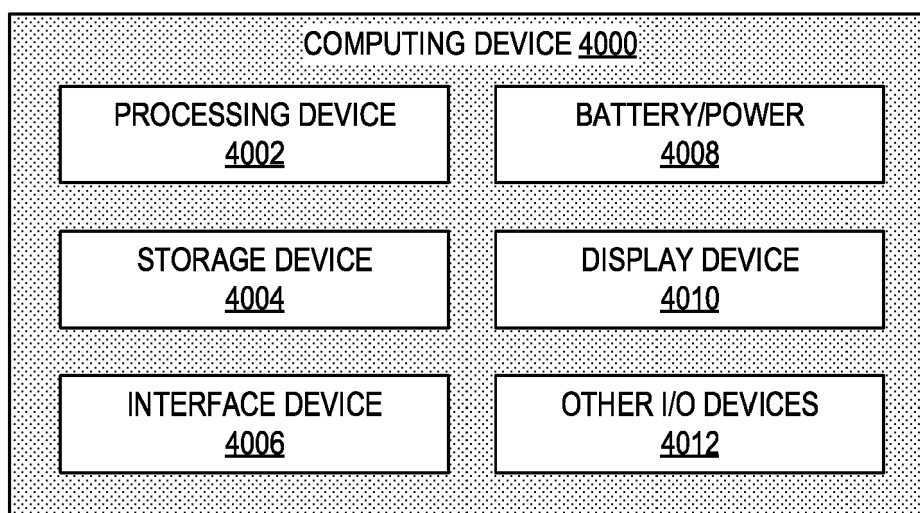 COMPUTING DEVICE 4000
PROCESSING DEVICE
4002
BATTERY/POWER
4008
STORAGE DEVICE
4004
DISPLAY DEVICE
4010
INTERFACE DEVICE
4006
OTHER I/O DEVICES
4012